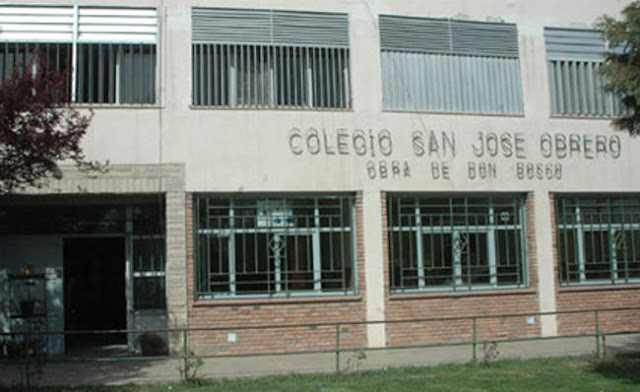 COLEGIO SAN JOSE OBRERO
OBRA DE DON BOSCO